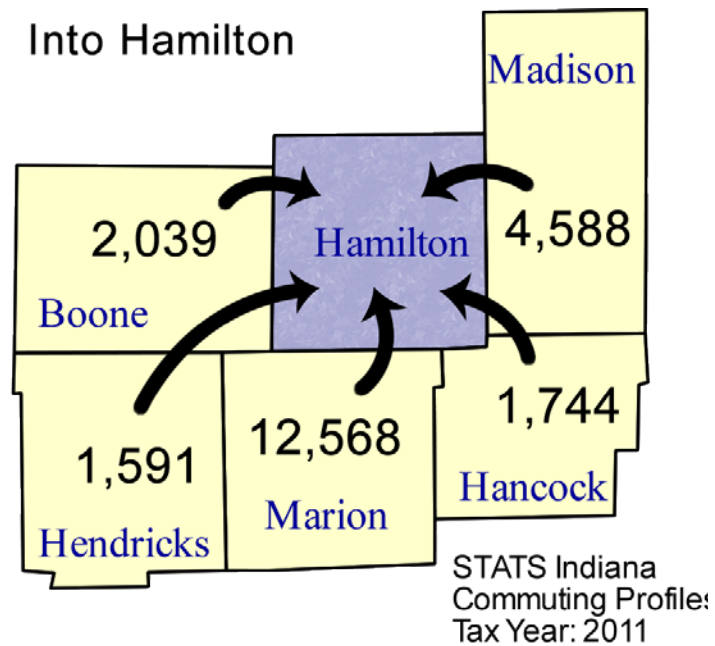 Into Hamilton
Madison
2,039
Hamilton
4,588
Boone
1,591
12,568
1,744
Hendricks
Marion
Hancock
STATS Indiana
Commuting Profiles
Tax Year: 2011